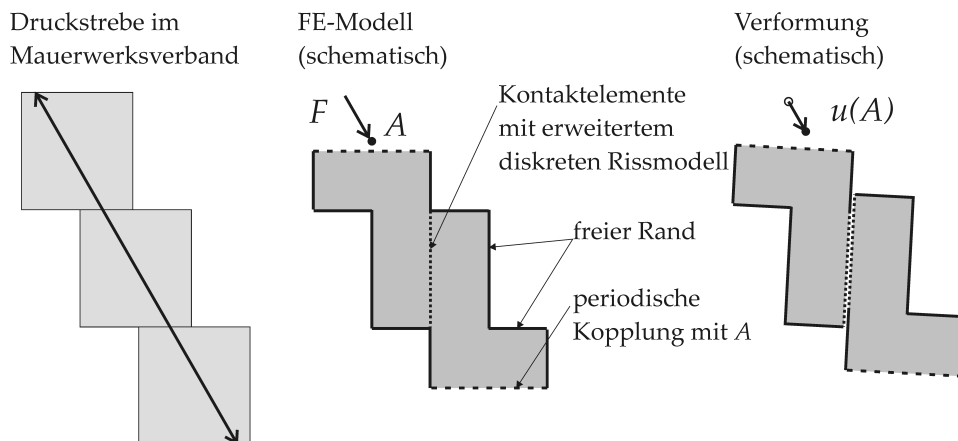 Druckstrebe im
Mauerwerksverband
FE-Modell
(schematisch)
Verformung
(schematisch)
F
A
Kontaktelemente
mit erweitertem
diskreten Rissmodell
u(A)
freier Rand
periodische
Kopplung mit A